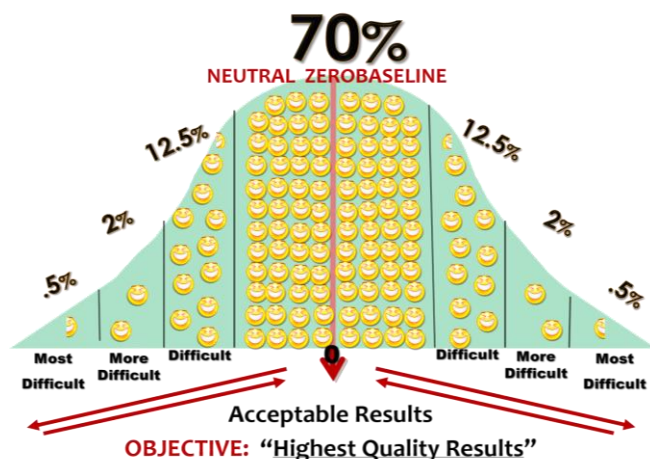 70%
NEUTRAL ZEROBASELINE
12.5%
12.5%
2%
2%
.5%
.5%
Most
Difficult
More
Difficult
Difficult
0
Difficult
More
Difficult
Most
Difficult
Acceptable Results
OBJECTIVE: “Highest Quality Results”